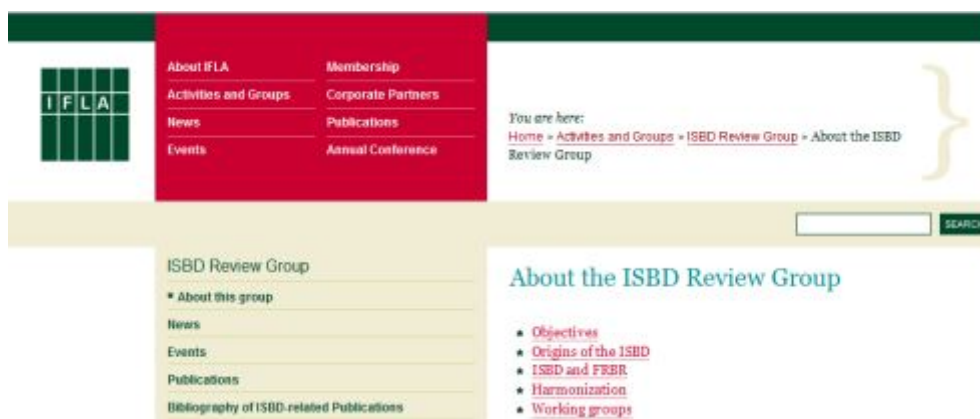 IFLA
About IFLA
Activities and Groups
News
Events
Membership
Corporate Partners
Publications
Annual Conference
You are here:
Home » Activities and Groups » ISBD Review Group » About the ISBD
Review Group
SEARCH
ISBD Review Group
About this group
News
Events
Publications
Bibliography of ISBD-related Publications
About the ISBD Review Group
Objectives
Origins of the ISBD
ISBD and FRBR
Harmonization
Working groups